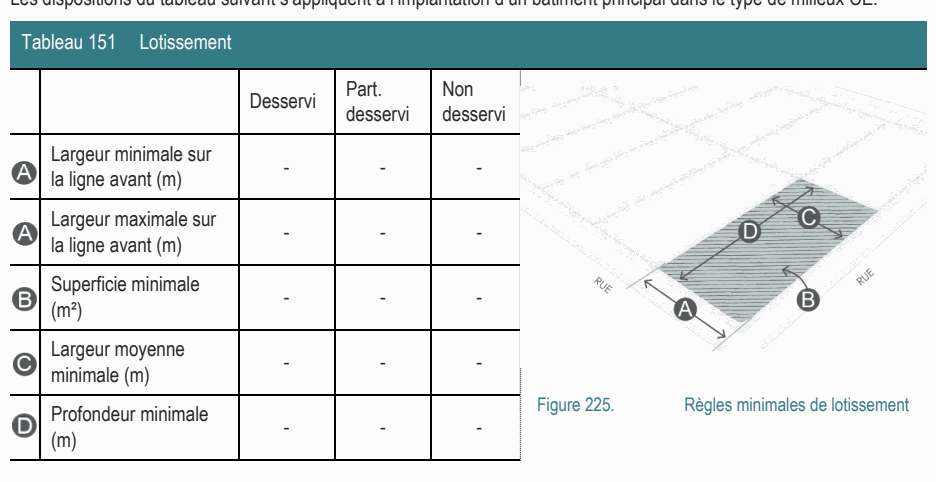 Les dispositions du tableau suivant s'appliquent à l'implantation d'un bâtiment principal dans le type de milieux CE.
Tableau 151 Lotissement
Desservi
Part. desservi
Non desservi
A Largeur minimale sur la ligne avant (m) - - -
A Largeur maximale sur la ligne avant (m) - - -
B Superficie minimale (m²) - - -
C Largeur moyenne minimale (m) - - -
D Profondeur minimale (m) - - -
C
D
RUE
RUE
A
B
Figure 225. Règles minimales de lotissement